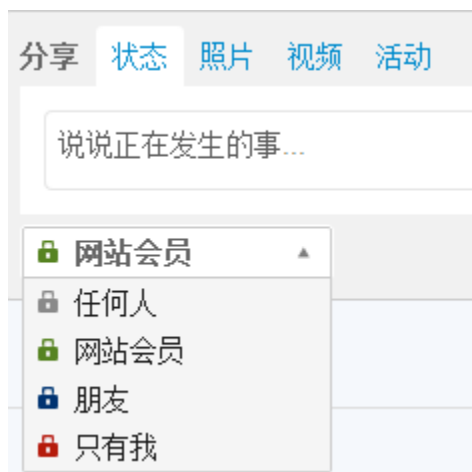 分享 状态 照片 视频 活动
说说正在发生的事...
网站会员
任何人
网站会员
朋友
只有我